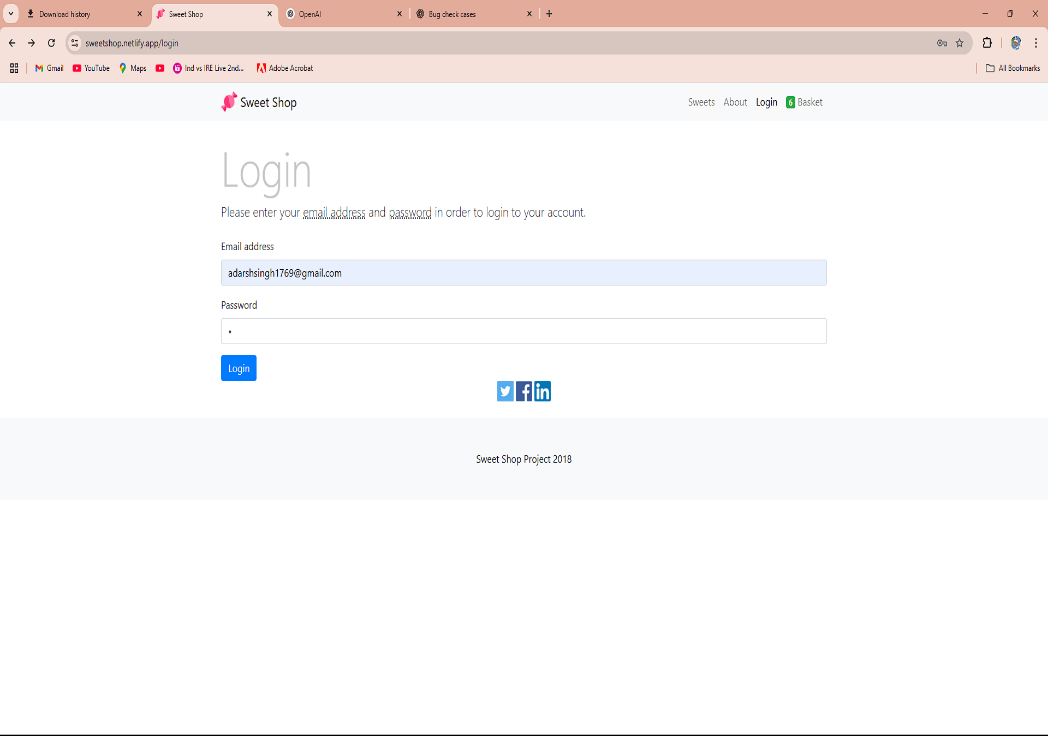 Download history
Sweet Shop
OpenAI
Bug check cases
sweetshop.netlify.app/login
Gmail
YouTube
Maps
Ind vs IRE Live 2nd...
Adobe Acrobat
All Bookmarks
Sweet Shop
Sweets
About
Login
6 Basket
Login
Please enter your email address and password in order to login to your account.
Email address
adarshsingh1769@gmail.com
Password
Login
Sweet Shop Project 2018